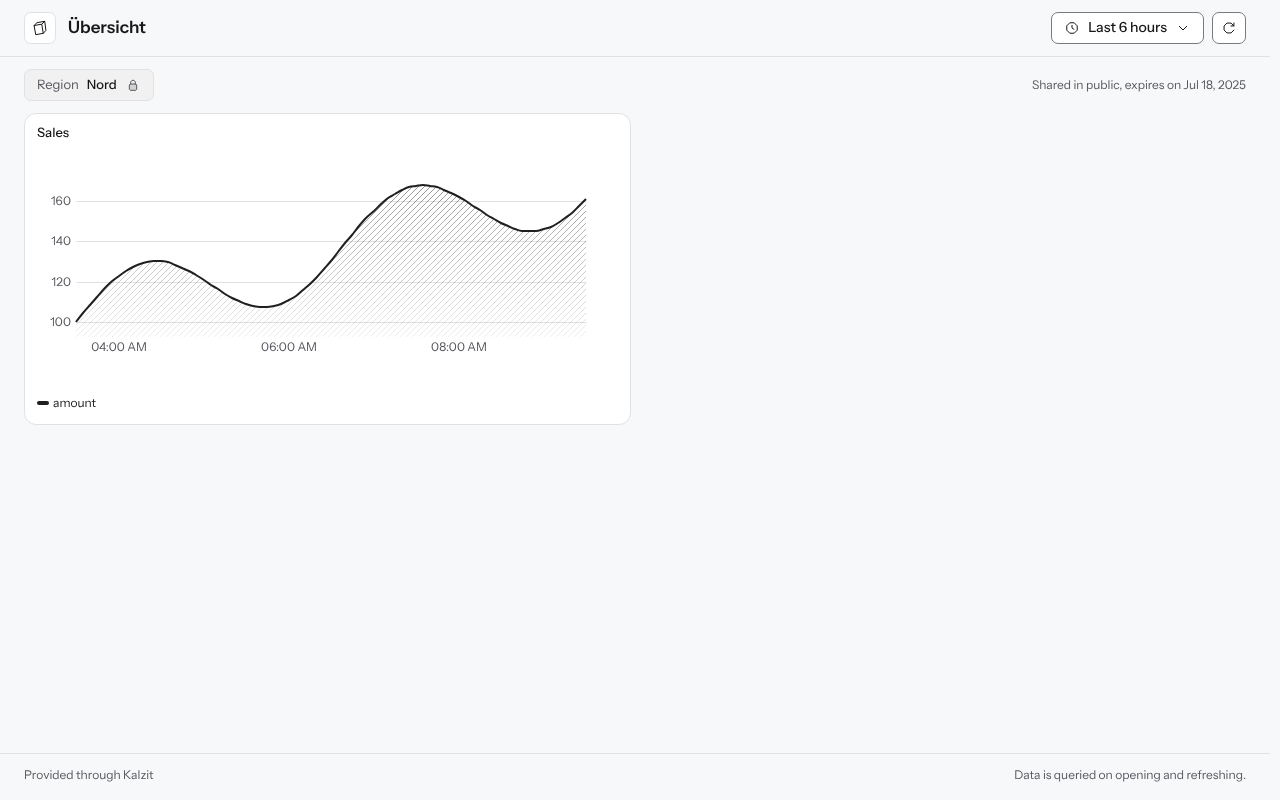 Übersicht
Last 6 hours
Region Nord
Shared in public, expires on Jul 18, 2025
Sales
160
140
120
100
04:00 AM 06:00 AM 08:00 AM
amount
Provided through Kalzit
Data is queried on opening and refreshing.